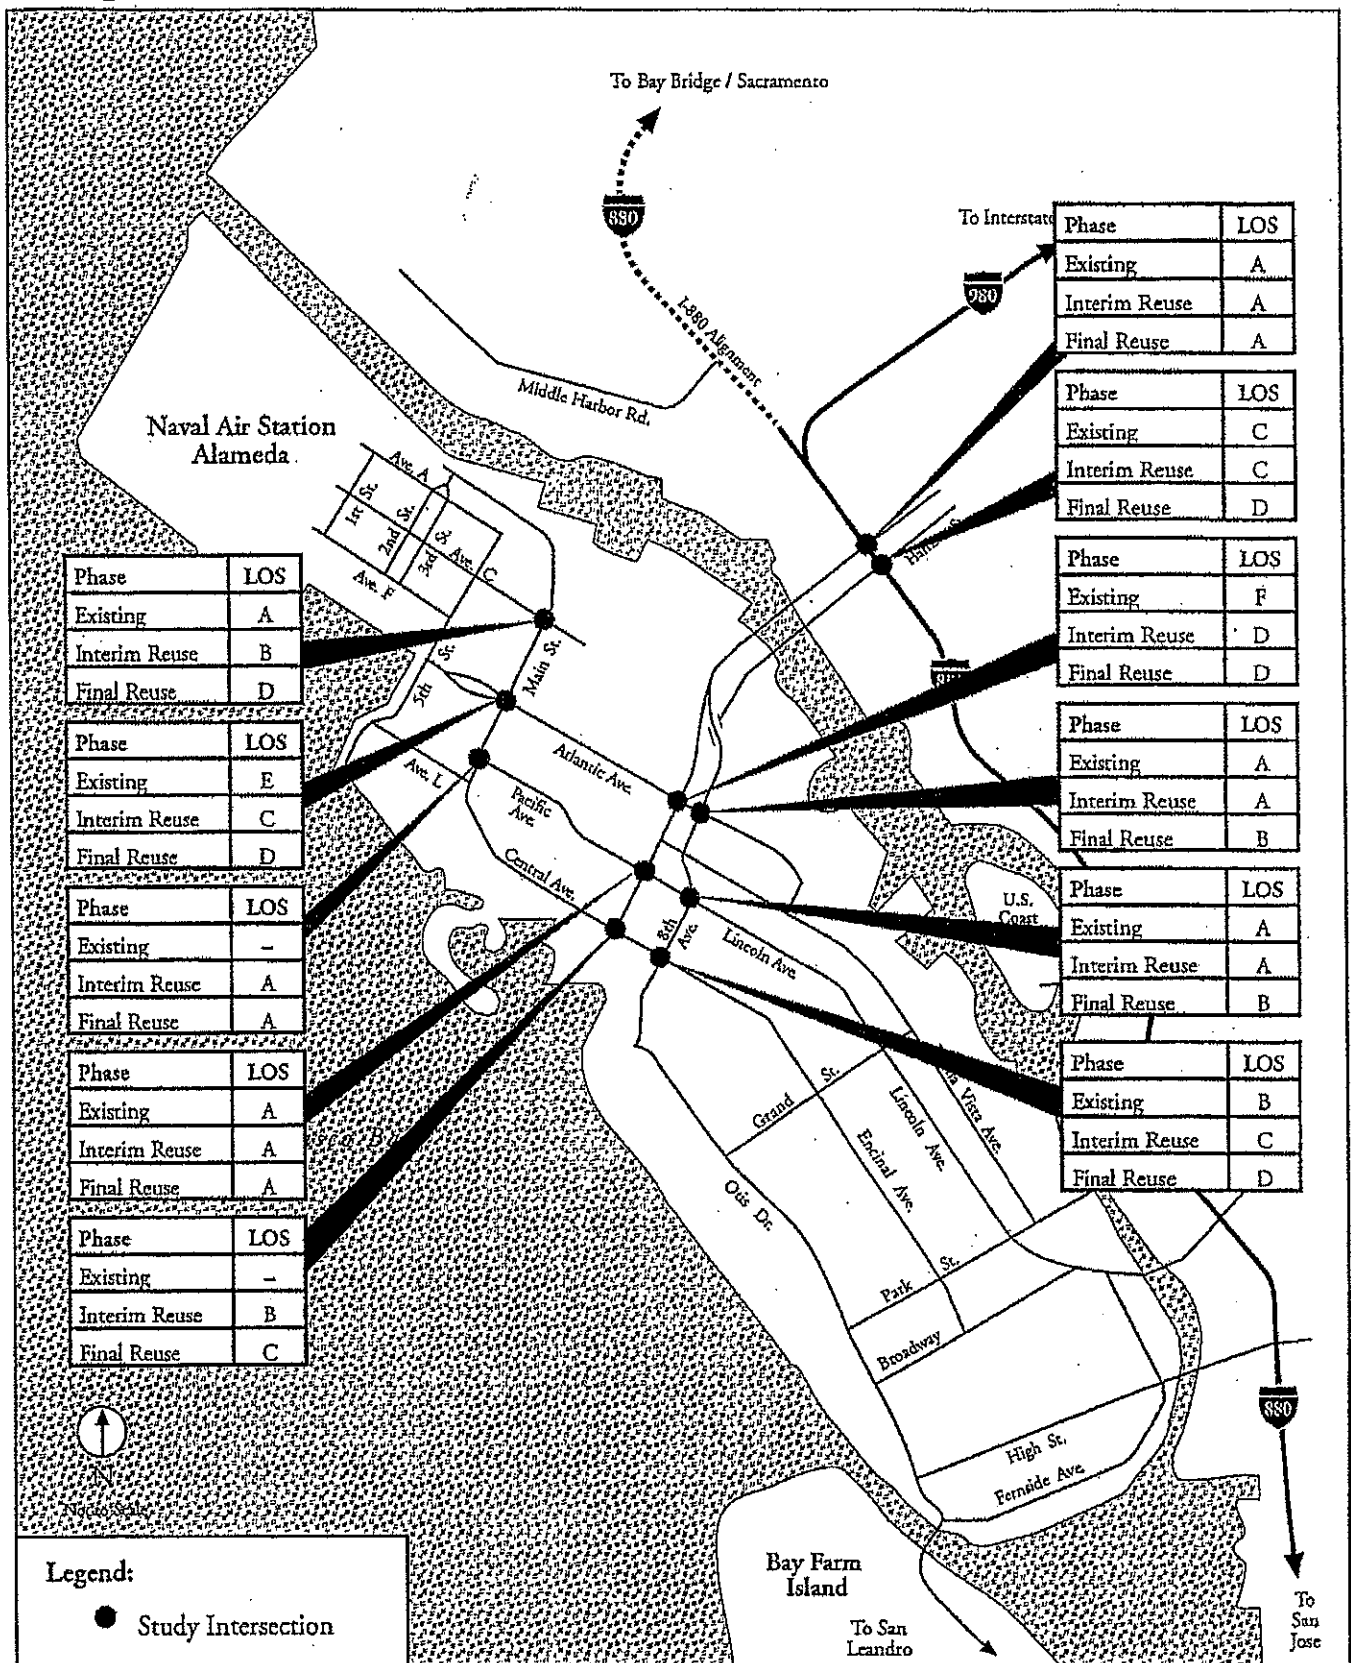 To Bay Bridge / Sacramento
880
To Interstate
980
I-880 Alignment
Middle Harbor Rd.
Naval Air Station
Alameda
Ave. A
1st St.
2nd St.
3rd St.
Ave. C
Ave. F
5th St.
Main St.
Ave. L
Atlantic Ave.
Pacific
Ave.
Central Ave.
8th
Ave.
Lincoln Ave.
U.S.
Coast
Grand St.
Lincoln Ave.
Vista Ave.
Encinal Ave.
Otis Dr.
Park St.
Broadway
High St.
Fernside Ave.
880
Bay Farm
Island
To San
Leandro
To
San
Jose
Phase LOS
Existing A
Interim Reuse B
Final Reuse D
Phase LOS
Existing E
Interim Reuse C
Final Reuse D
Phase LOS
Existing –
Interim Reuse A
Final Reuse A
Phase LOS
Existing A
Interim Reuse A
Final Reuse A
Phase LOS
Existing –
Interim Reuse B
Final Reuse C
Phase LOS
Existing A
Interim Reuse A
Final Reuse A
Phase LOS
Existing C
Interim Reuse C
Final Reuse D
Phase LOS
Existing F
Interim Reuse D
Final Reuse D
Phase LOS
Existing A
Interim Reuse A
Final Reuse B
Phase LOS
Existing A
Interim Reuse A
Final Reuse B
Phase LOS
Existing B
Interim Reuse C
Final Reuse D
N
Not to Scale
Legend:
Study Intersection